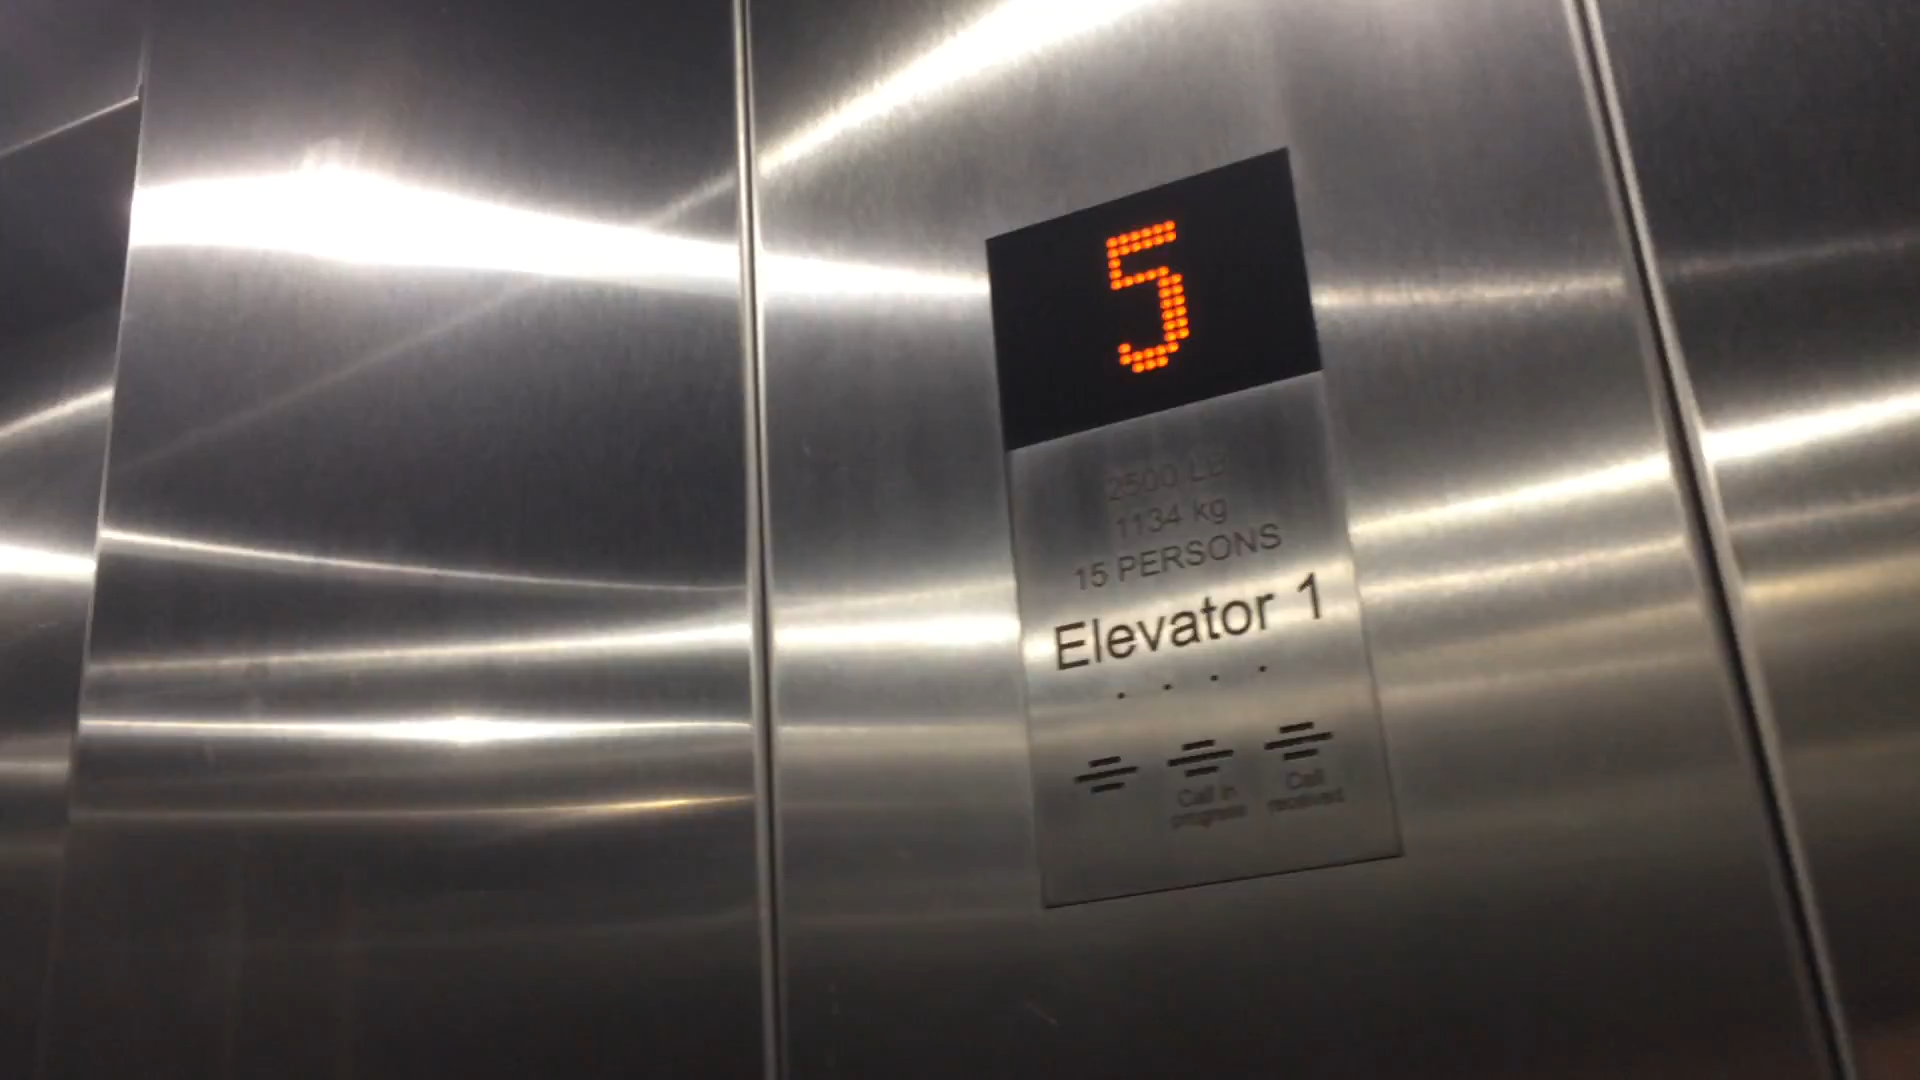 5
2500 LB
1134 kg
15 PERSONS
Elevator 1
Call in
progress
Call
received